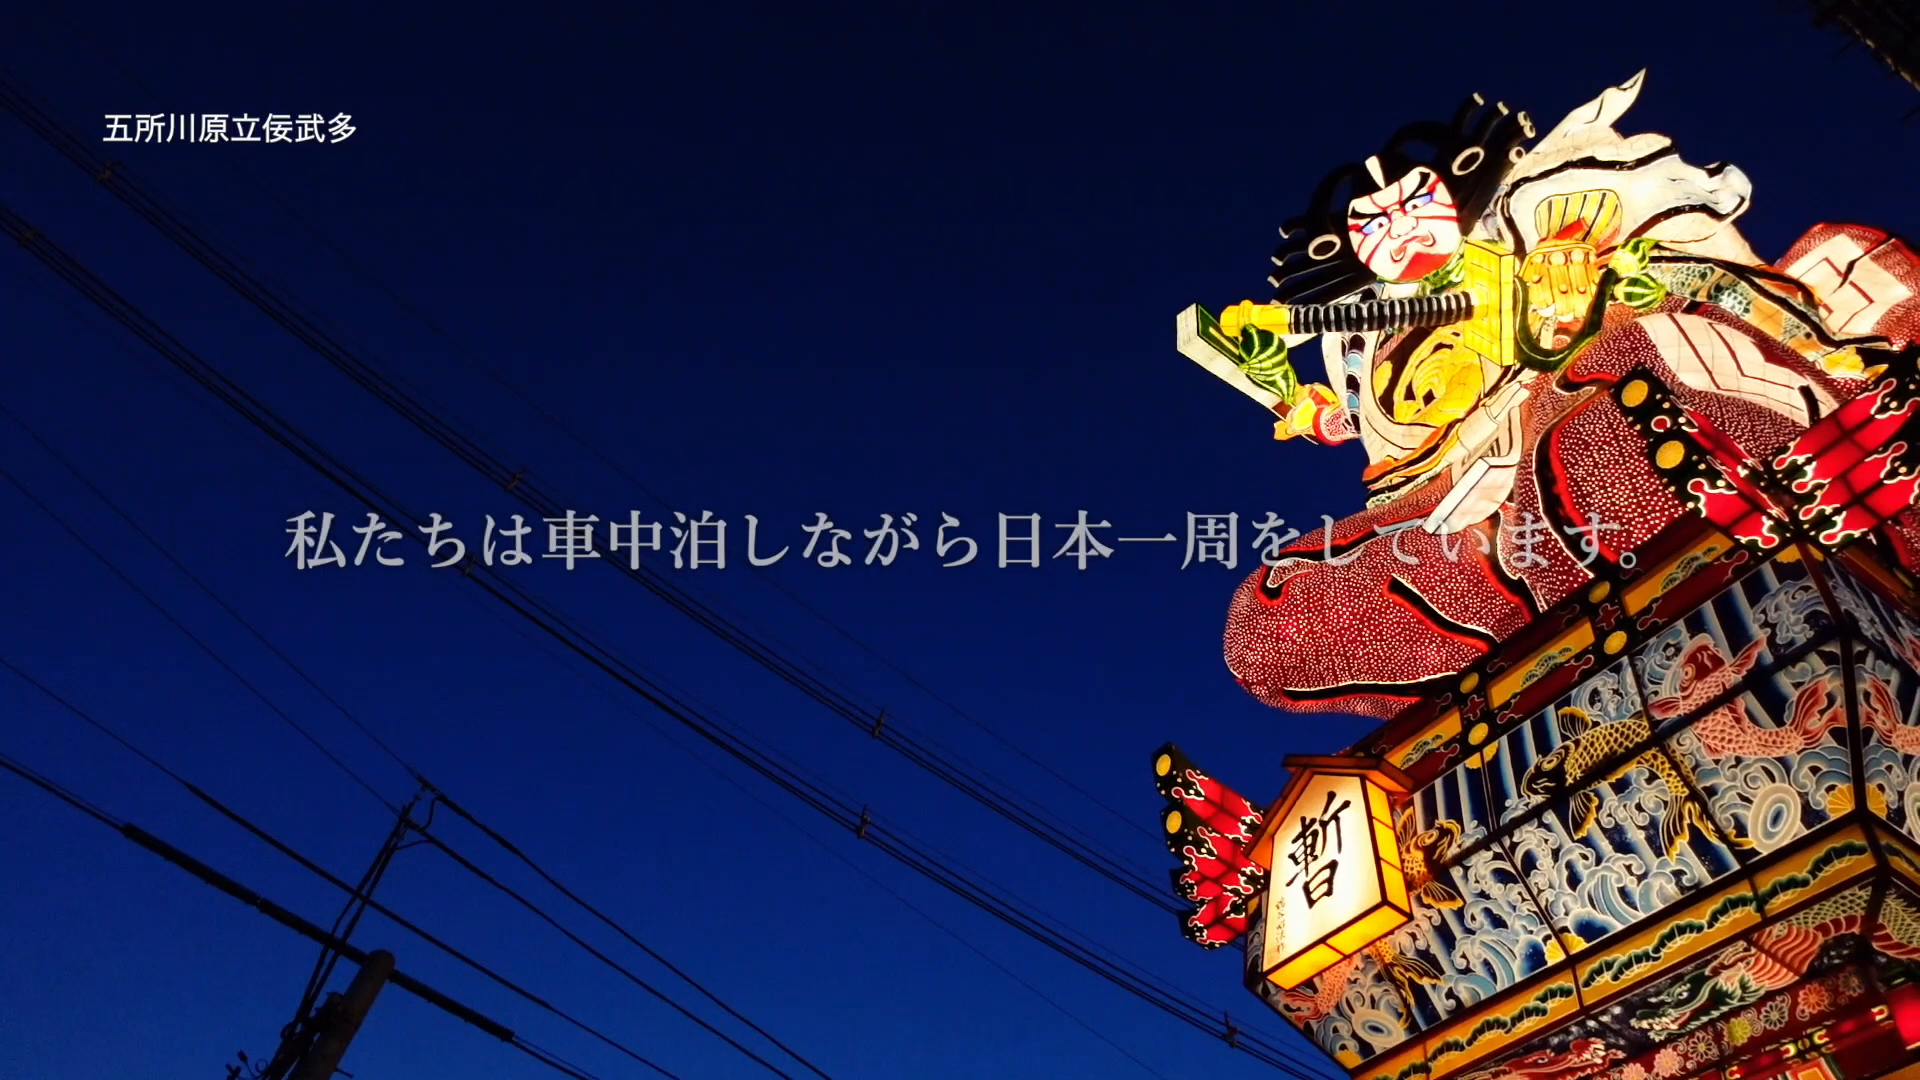 五所川原立佞武多
私たちは車中泊しながら日本一周をしています。
暫